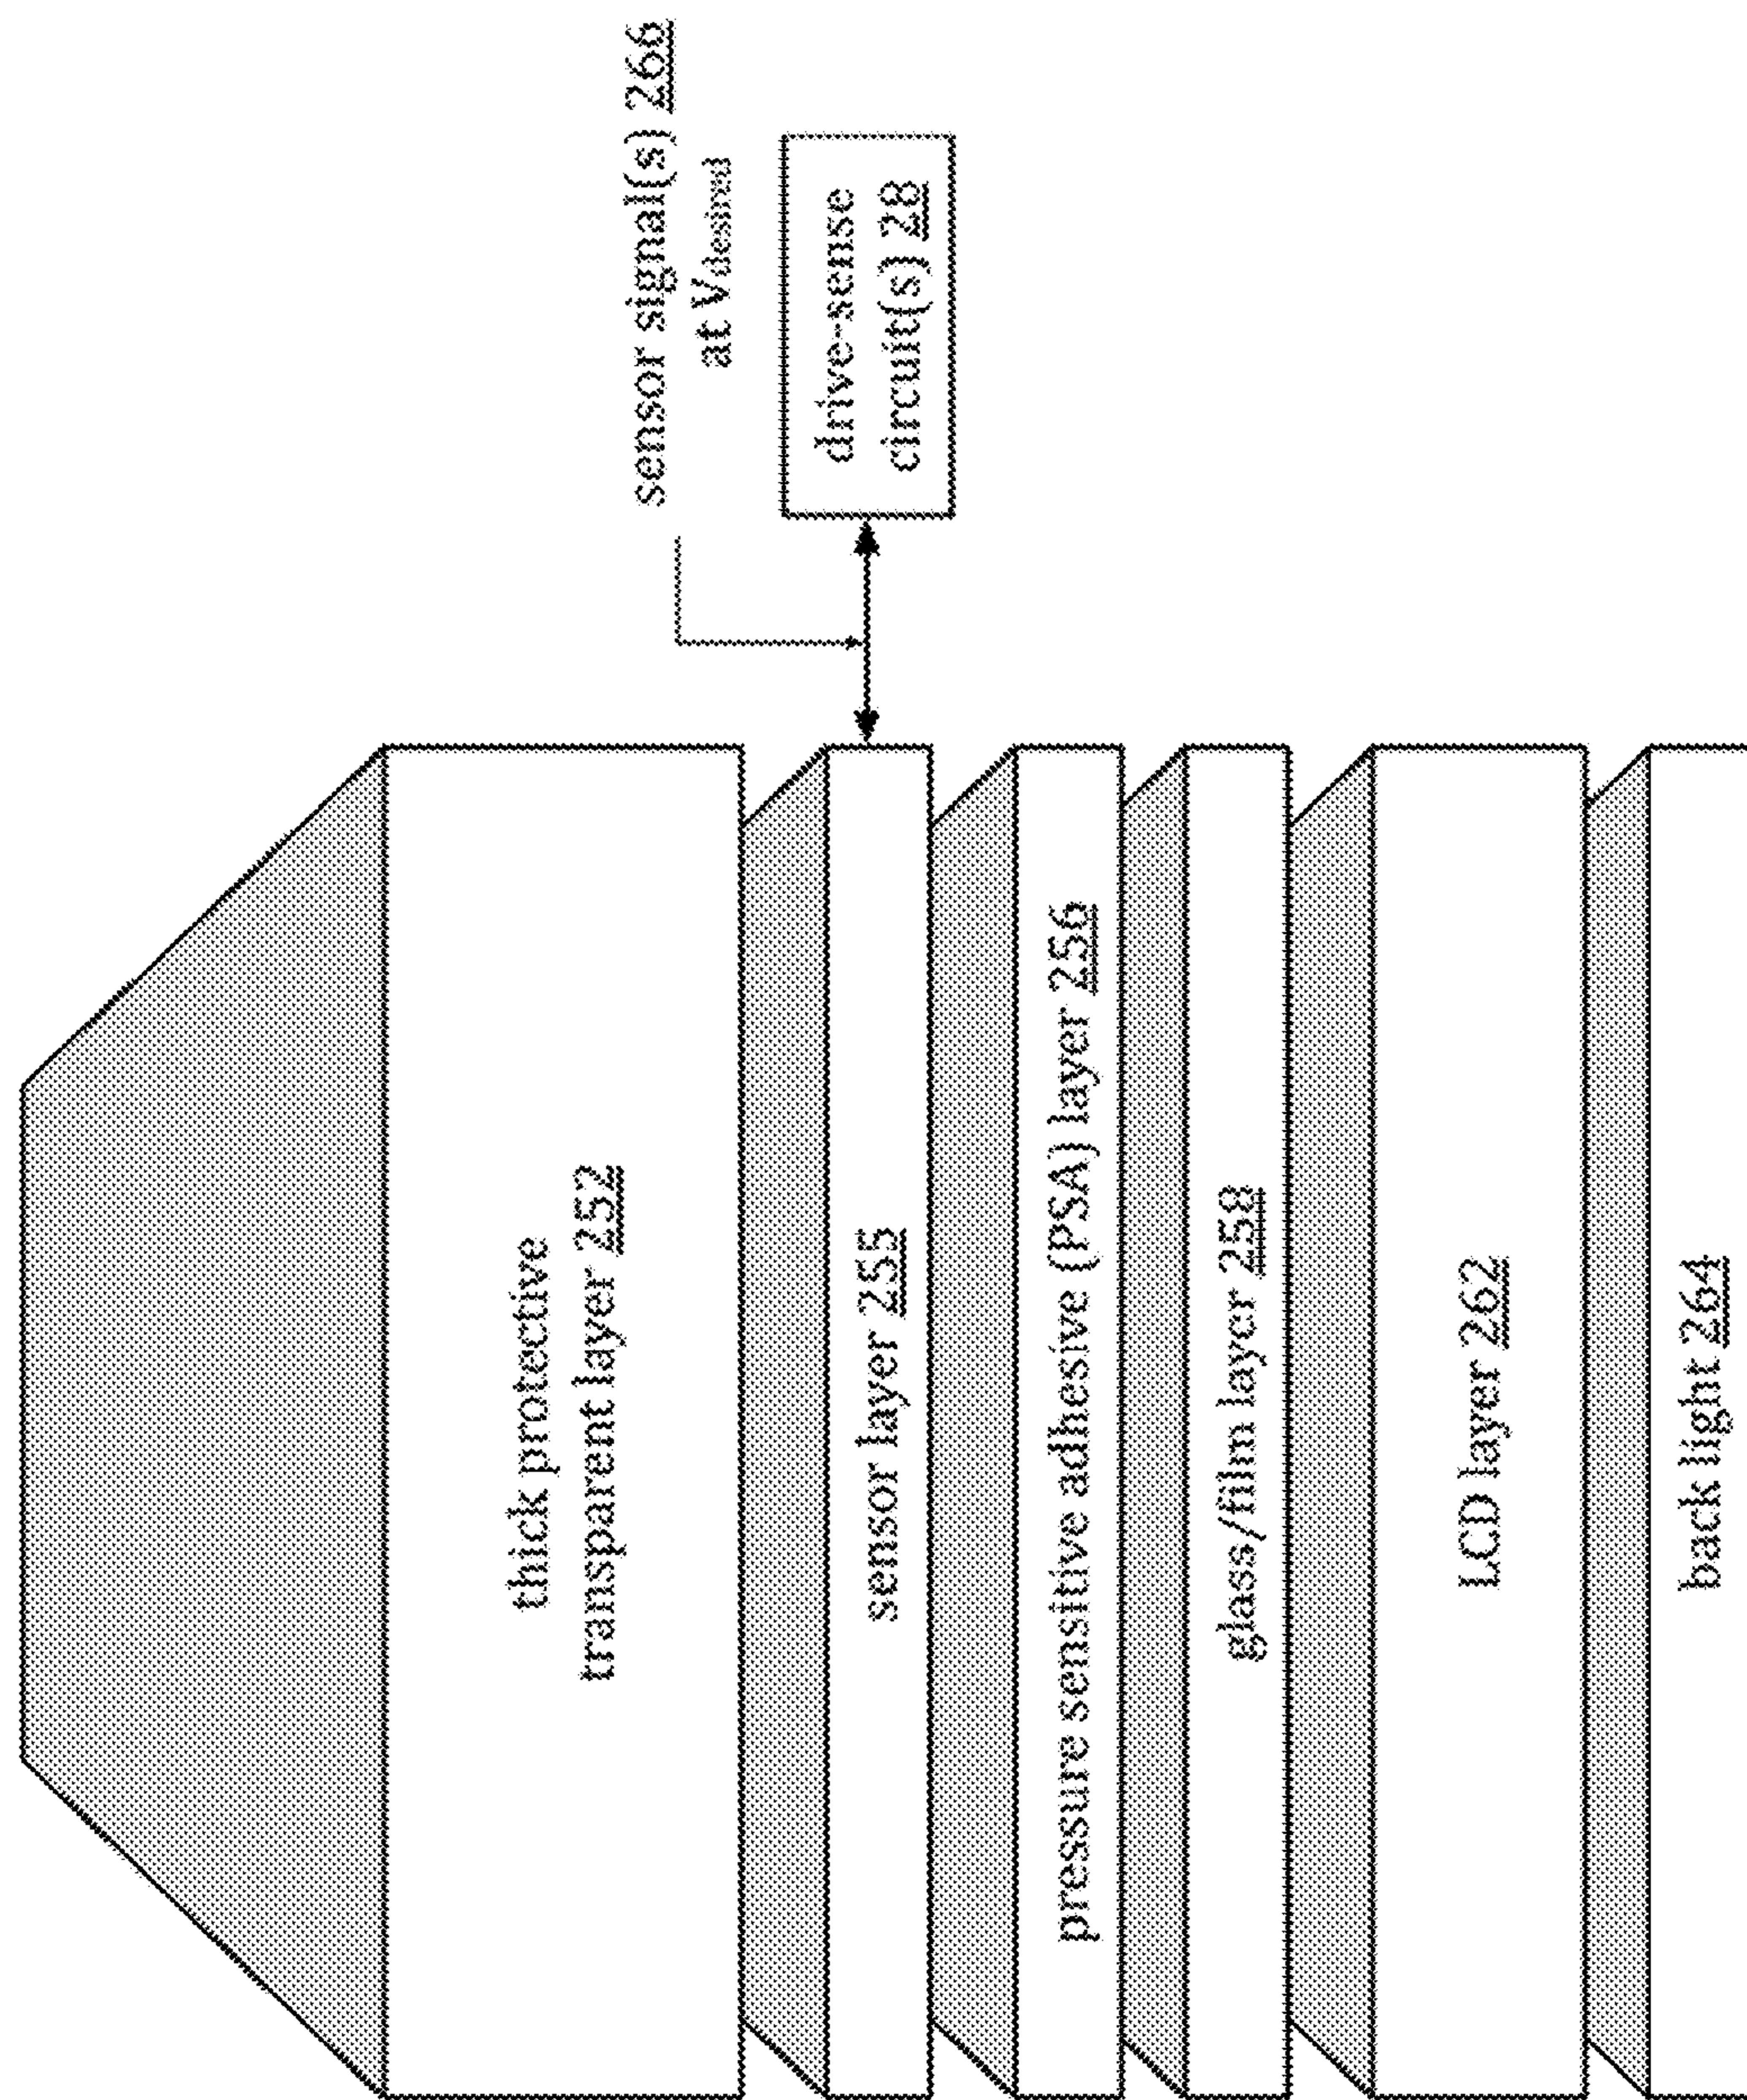 sensor signal(s) 266
at Vdesired
drive-sense
circuit(s) 28
thick protective
transparent layer 252
sensor layer 255
pressure sensitive adhesive (PSA) layer 256
glass/film layer 258
LCD layer 262
back light 264